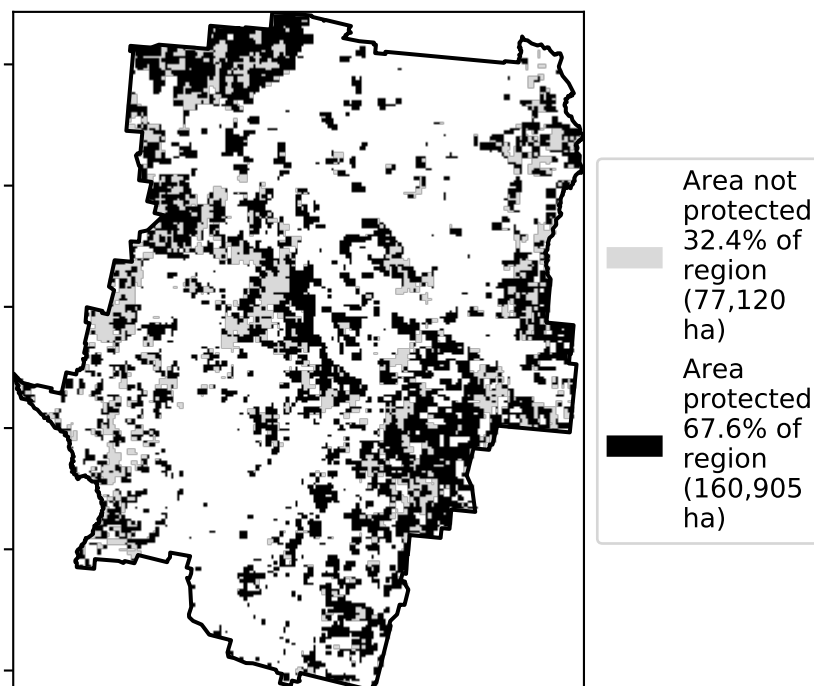 Area not
protected
32.4% of
region
(77,120
ha)
Area
protected
67.6% of
region
(160,905
ha)